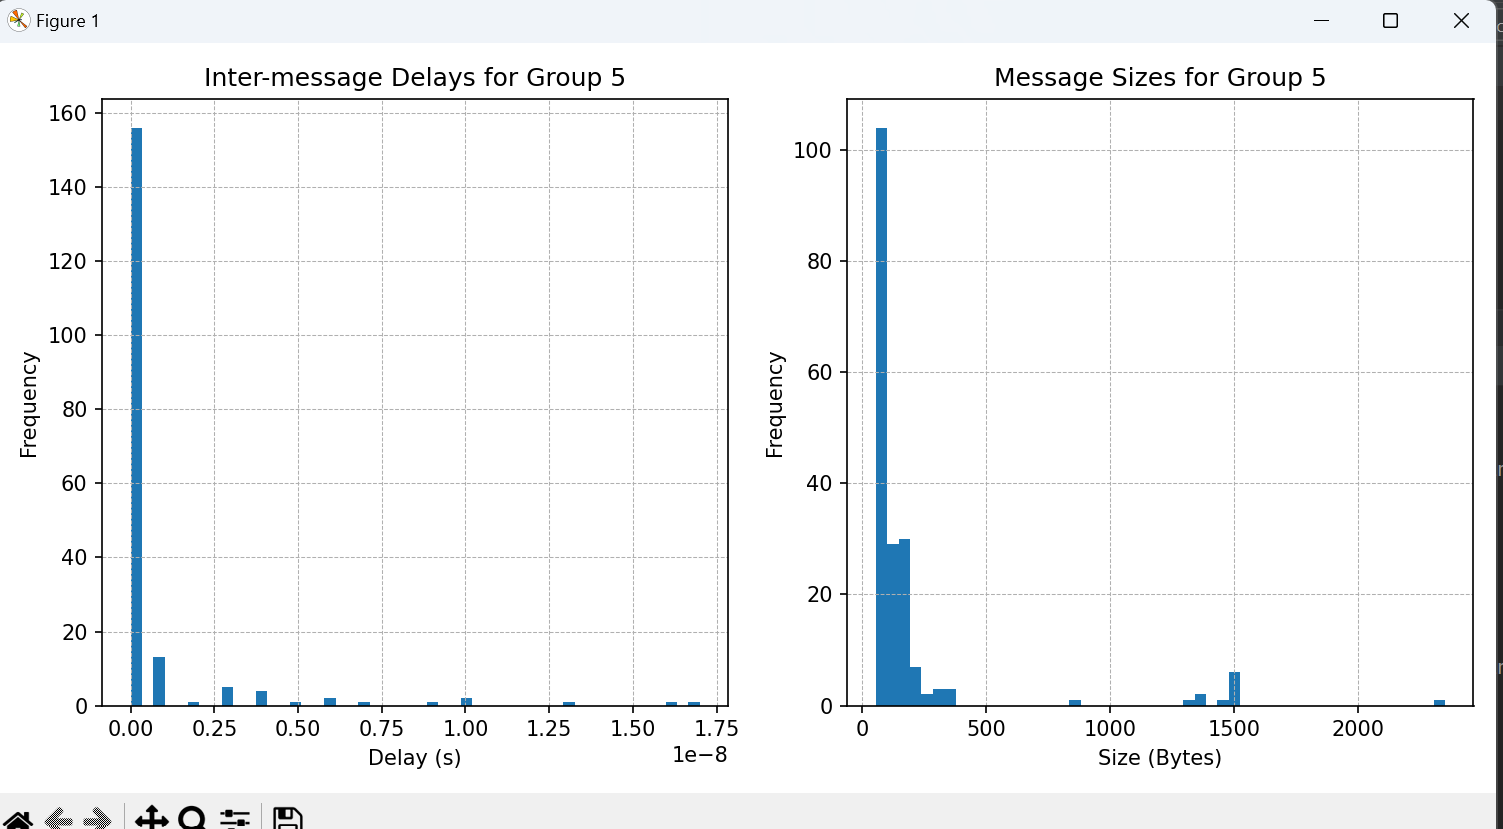 Figure 1
Inter-message Delays for Group 5
160
140
120
100
80
60
40
20
0
Frequency
0.00 0.25 0.50 0.75 1.00 1.25 1.50 1.75
1e−8
Delay (s)
Message Sizes for Group 5
100
80
60
40
20
0
Frequency
0 500 1000 1500 2000
Size (Bytes)